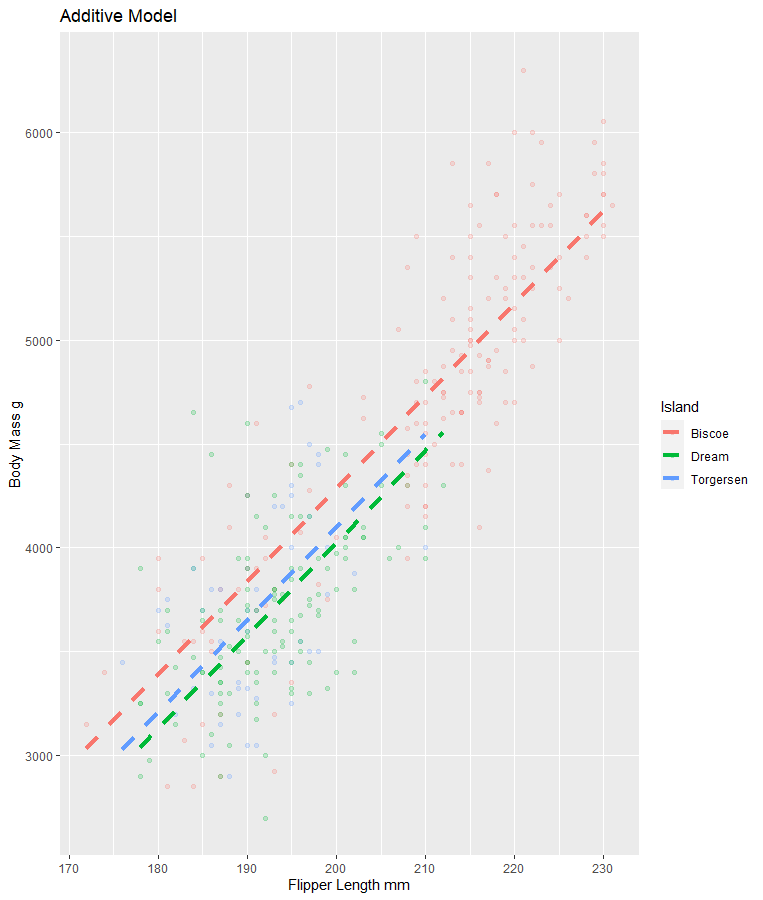 Additive Model
Body Mass g
6000
5000
4000
3000
170 180 190 200 210 220 230
Flipper Length mm
Island
Biscoe
Dream
Torgersen